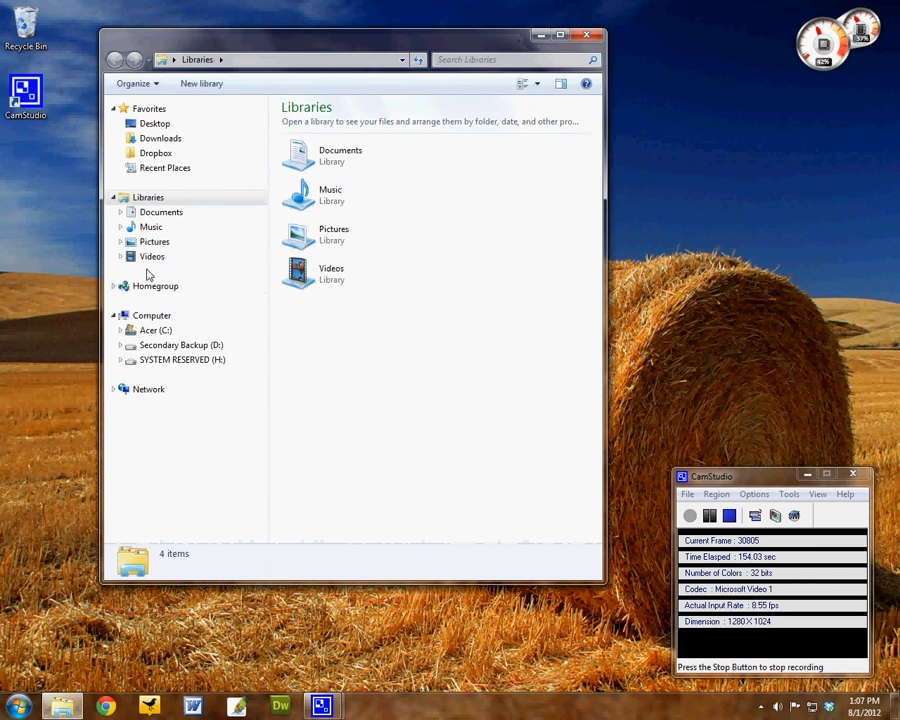 Recycle Bin
CamStudio
82%
37%
Libraries
Search Libraries
Organize
New library
Favorites
Desktop
Downloads
Dropbox
Recent Places
Libraries
Documents
Music
Pictures
Videos
Homegroup
Computer
Acer (C:)
Secondary Backup (D:)
SYSTEM RESERVED (H:)
Network
Libraries
Open a library to see your files and arrange them by folder, date, and other pro...
Documents
Library
Music
Library
Pictures
Library
Videos
Library
4 items
CamStudio
File Region Options Tools View Help
SWF
Current Frame : 30805
Time Elasped : 154.03 sec
Number of Colors : 32 bits
Codec : Microsoft Video 1
Actual Input Rate : 8.55 fps
Dimension : 1280 X 1024
Press the Stop Button to stop recording
W
Dw
1:07 PM
8/1/2012